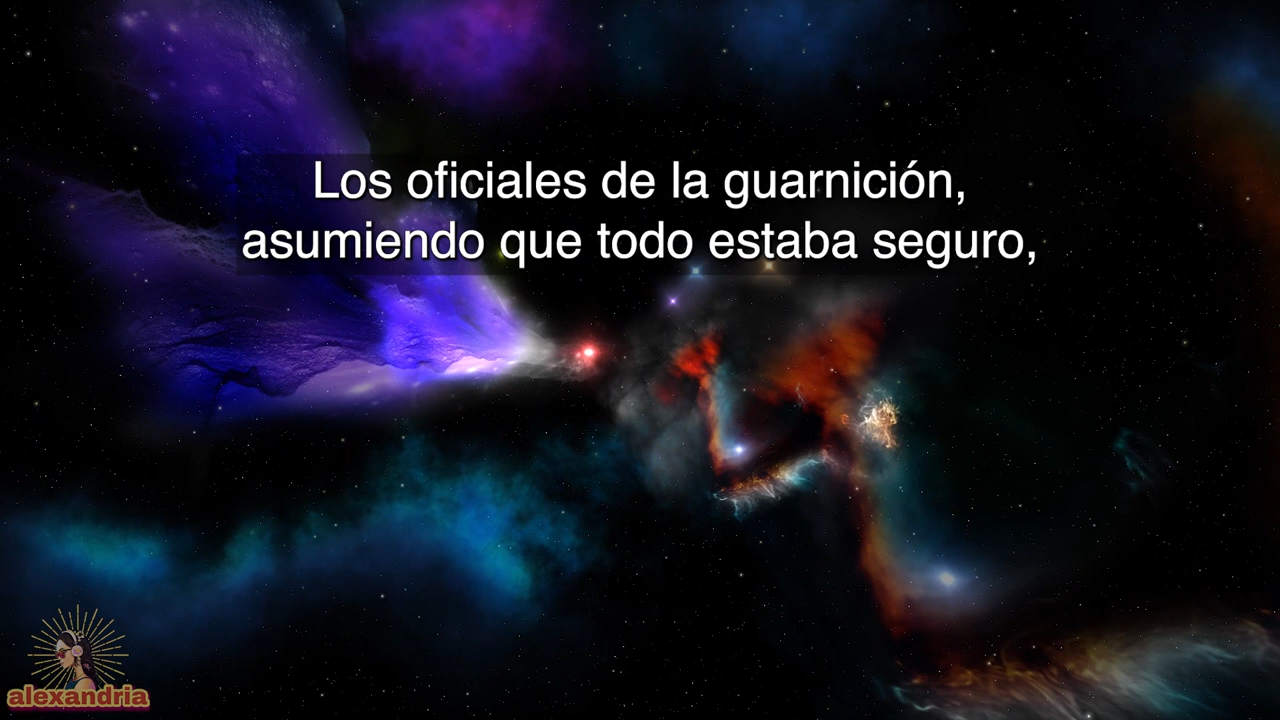 Los oficiales de la guarnición,
asumiendo que todo estaba seguro,
alexandria